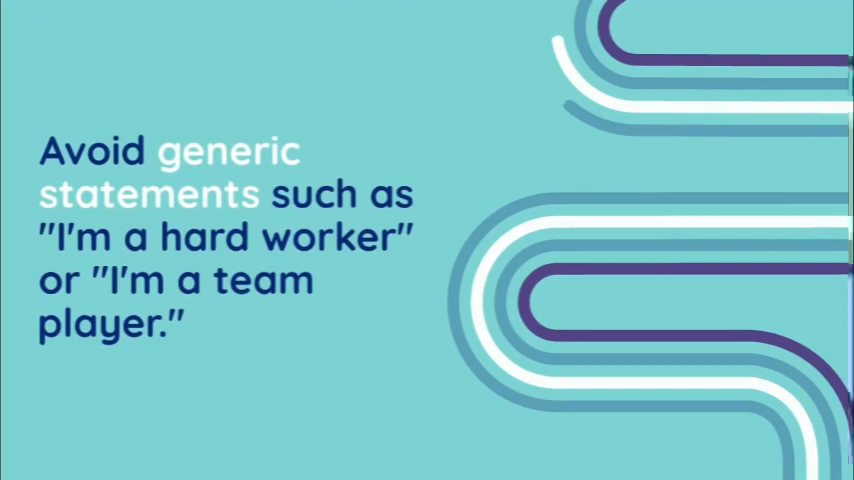 Avoid generic
statements such as
"I'm a hard worker"
or "I'm a team
player."